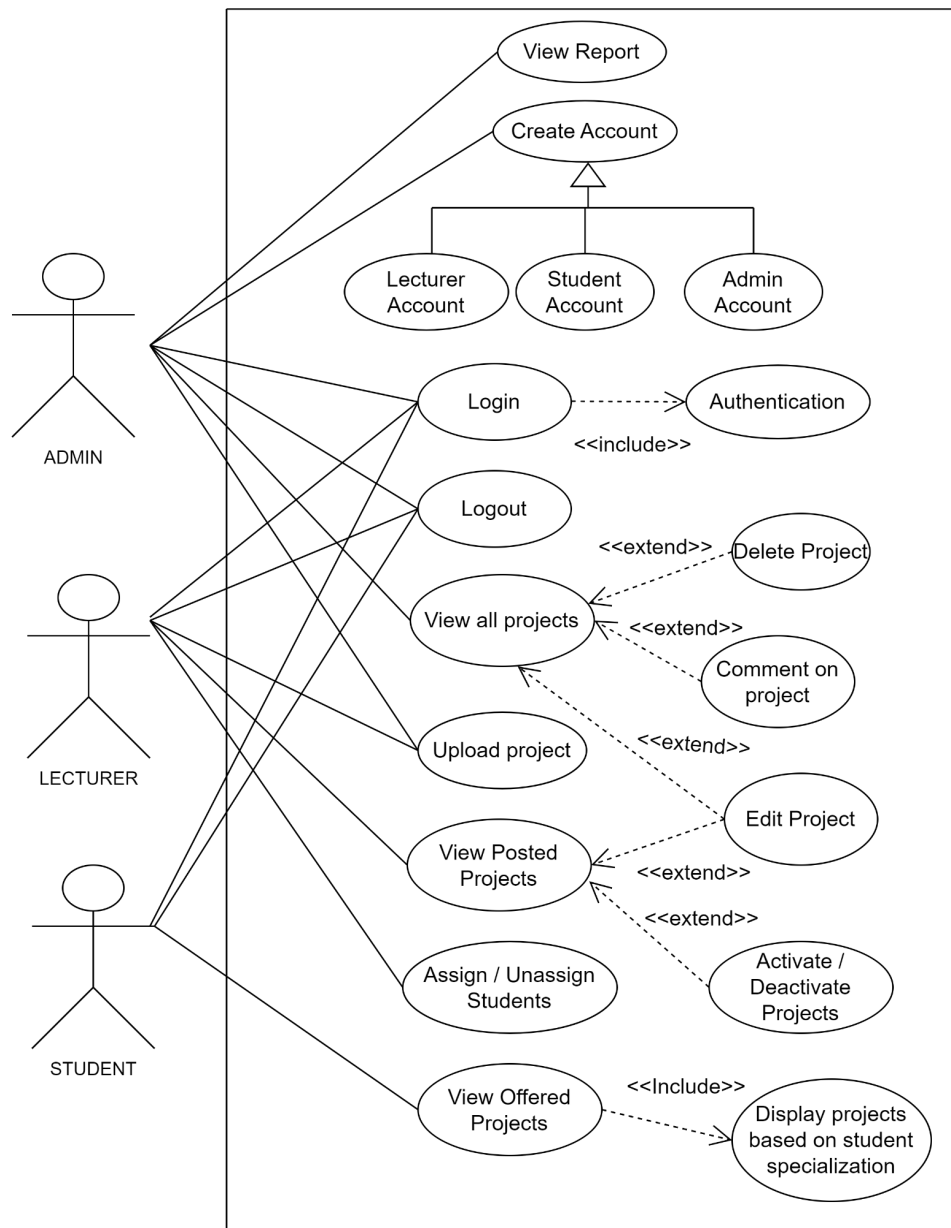 View Report
Create Account
Lecturer
Account
Student
Account
Admin
Account
ADMIN
Login
Authentication
<<include>>
Logout
<<extend>>
Delete Project
View all projects
<<extend>>
Comment on
project
LECTURER
Upload project
<<extend>>
Edit Project
View Posted
Projects
<<extend>>
<<extend>>
Assign / Unassign
Students
Activate /
Deactivate
Projects
STUDENT
View Offered
Projects
<<Include>>
Display projects
based on student
specialization